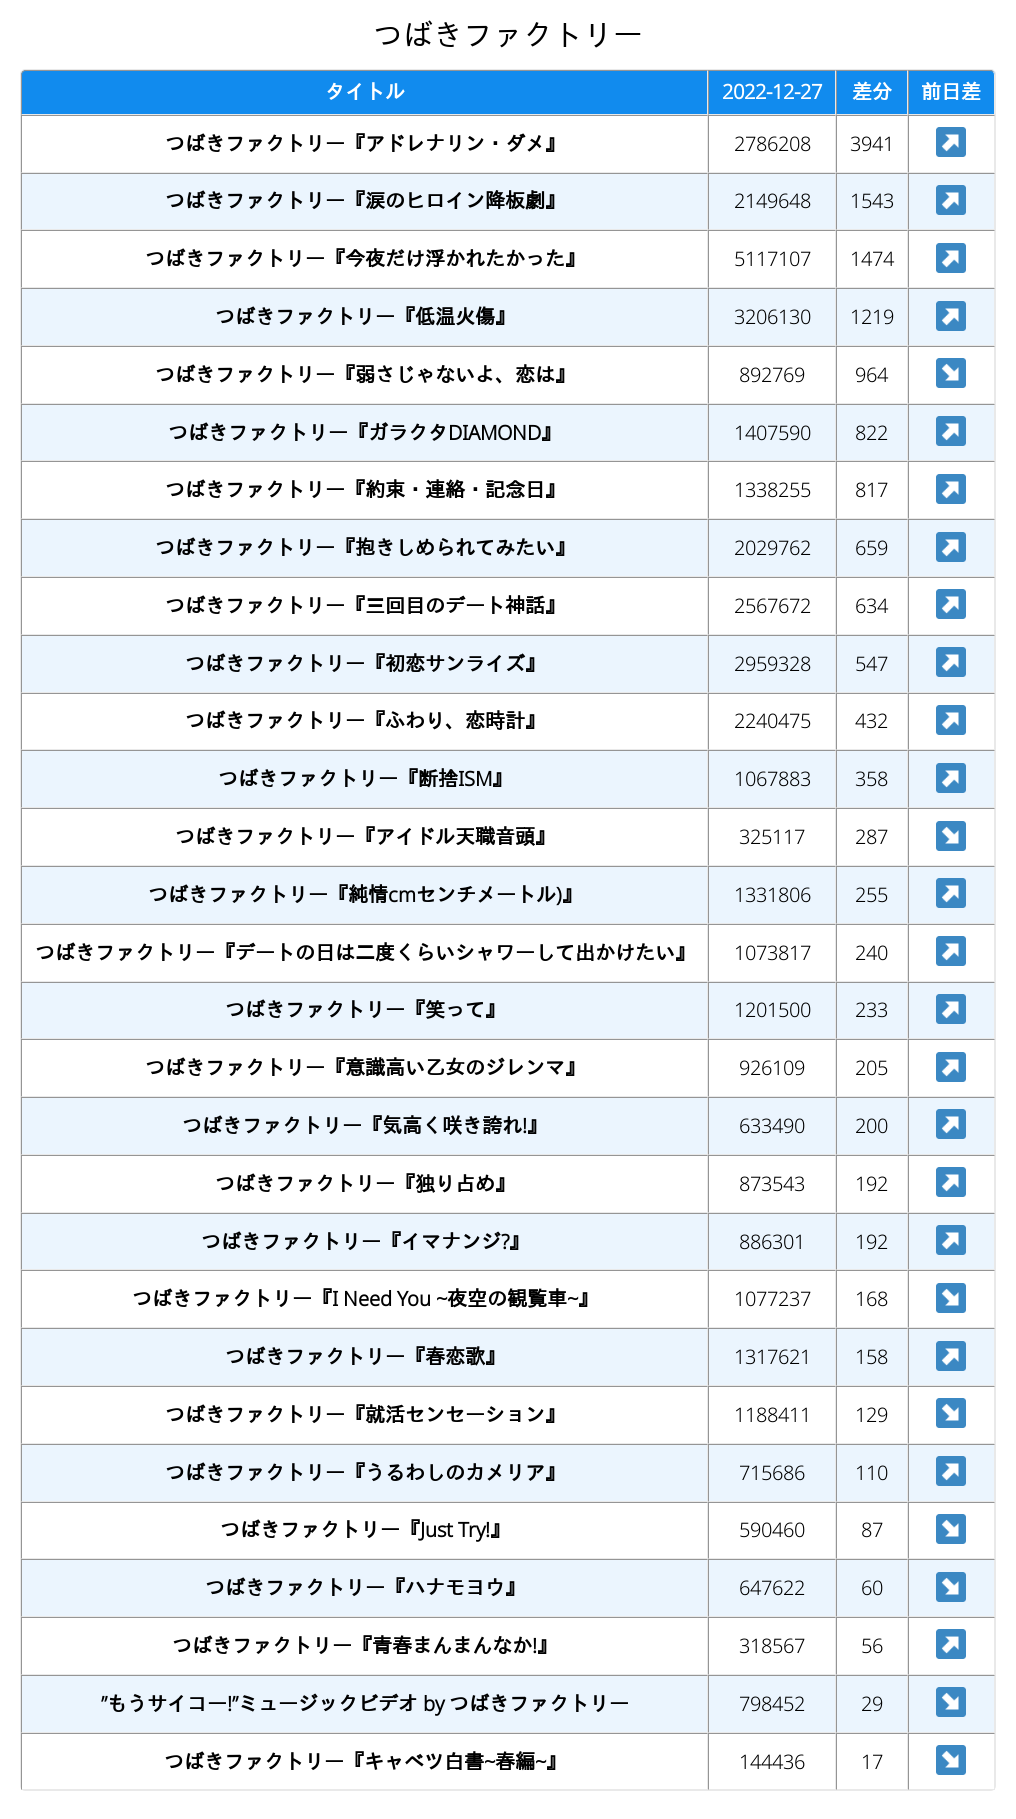 つばきファクトリー
タイトル 2022-12-27 差分 前日差
つばきファクトリー『アドレナリン・ダメ』 2786208 3941 ↗
つばきファクトリー『涙のヒロイン降板劇』 2149648 1543 ↗
つばきファクトリー『今夜だけ浮かれたかった』 5117107 1474 ↗
つばきファクトリー『低温火傷』 3206130 1219 ↗
つばきファクトリー『弱さじゃないよ、恋は』 892769 964 ↘
つばきファクトリー『ガラクタDIAMOND』 1407590 822 ↗
つばきファクトリー『約束・連絡・記念日』 1338255 817 ↗
つばきファクトリー『抱きしめられてみたい』 2029762 659 ↗
つばきファクトリー『三回目のデート神話』 2567672 634 ↗
つばきファクトリー『初恋サンライズ』 2959328 547 ↗
つばきファクトリー『ふわり、恋時計』 2240475 432 ↗
つばきファクトリー『断捨ISM』 1067883 358 ↗
つばきファクトリー『アイドル天職音頭』 325117 287 ↘
つばきファクトリー『純情cmセンチメートル)』 1331806 255 ↗
つばきファクトリー『デートの日は二度くらいシャワーして出かけたい』 1073817 240 ↗
つばきファクトリー『笑って』 1201500 233 ↗
つばきファクトリー『意識高い乙女のジレンマ』 926109 205 ↗
つばきファクトリー『気高く咲き誇れ!』 633490 200 ↗
つばきファクトリー『独り占め』 873543 192 ↗
つばきファクトリー『イマナンジ?』 886301 192 ↗
つばきファクトリー『I Need You ~夜空の観覧車~』 1077237 168 ↘
つばきファクトリー『春恋歌』 1317621 158 ↗
つばきファクトリー『就活センセーション』 1188411 129 ↘
つばきファクトリー『うるわしのカメリア』 715686 110 ↗
つばきファクトリー『Just Try!』 590460 87 ↘
つばきファクトリー『ハナモヨウ』 647622 60 ↘
つばきファクトリー『青春まんまんなか!』 318567 56 ↗
”もうサイコー!”ミュージックビデオ by つばきファクトリー 798452 29 ↘
つばきファクトリー『キャベツ白書~春編~』 144436 17 ↘